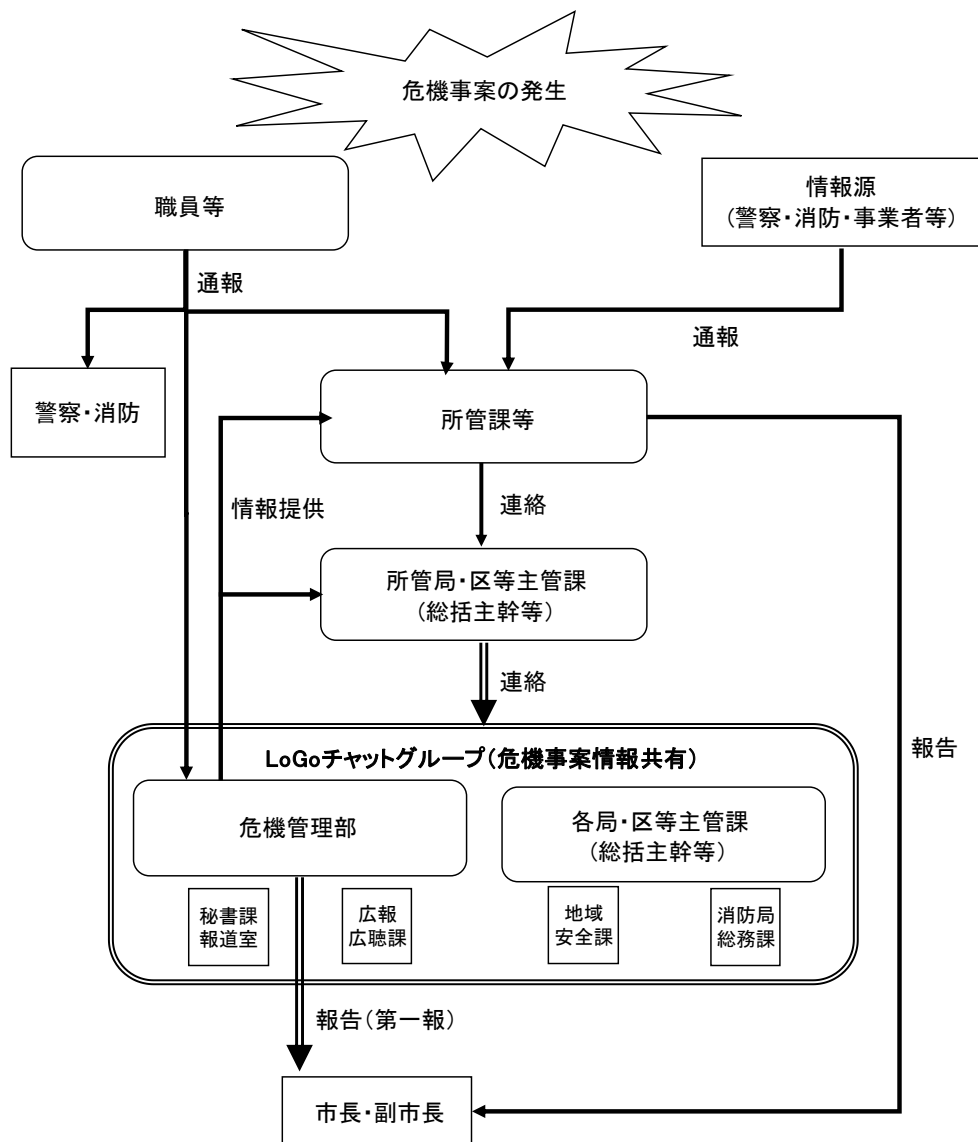 危機事案の発生
職員等
情報源
(警察・消防・事業者等)
通報
通報
警察・消防
所管課等
情報提供
連絡
所管局・区等主管課
(総括主幹等)
連絡
報告
LoGoチャットグループ(危機事案情報共有)
危機管理部
各局・区等主管課
(総括主幹等)
秘書課
報道室
広報
広聴課
地域
安全課
消防局
総務課
報告(第一報)
市長・副市長